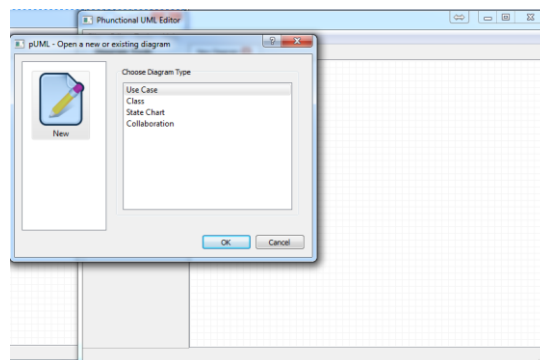 Phunctional UML Editor
pUML - Open a new or existing diagram
Choose Diagram Type
New
Use Case
Class
State Chart
Collaboration
OK
Cancel